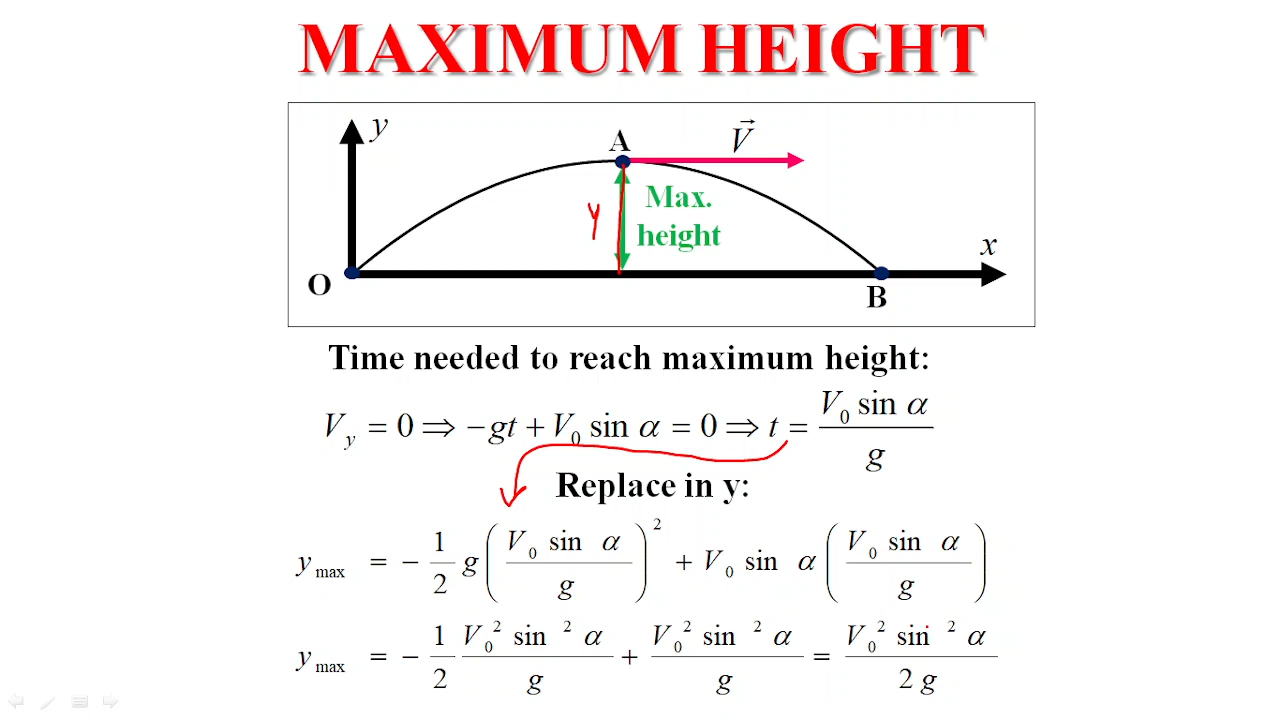 MAXIMUM HEIGHT
y
A
V⃗
y
Max.
height
x
O
B
Time needed to reach maximum height:
V_y = 0 ⇒ −gt + V_0 sin α = 0 ⇒ t = V_0 sin α / g
Replace in y:
y_max = − 1/2 g (V_0 sin α / g)^2 + V_0 sin α (V_0 sin α / g)
y_max = − 1/2 V_0^2 sin^2 α / g + V_0^2 sin^2 α / g = V_0^2 sin^2 α / 2g